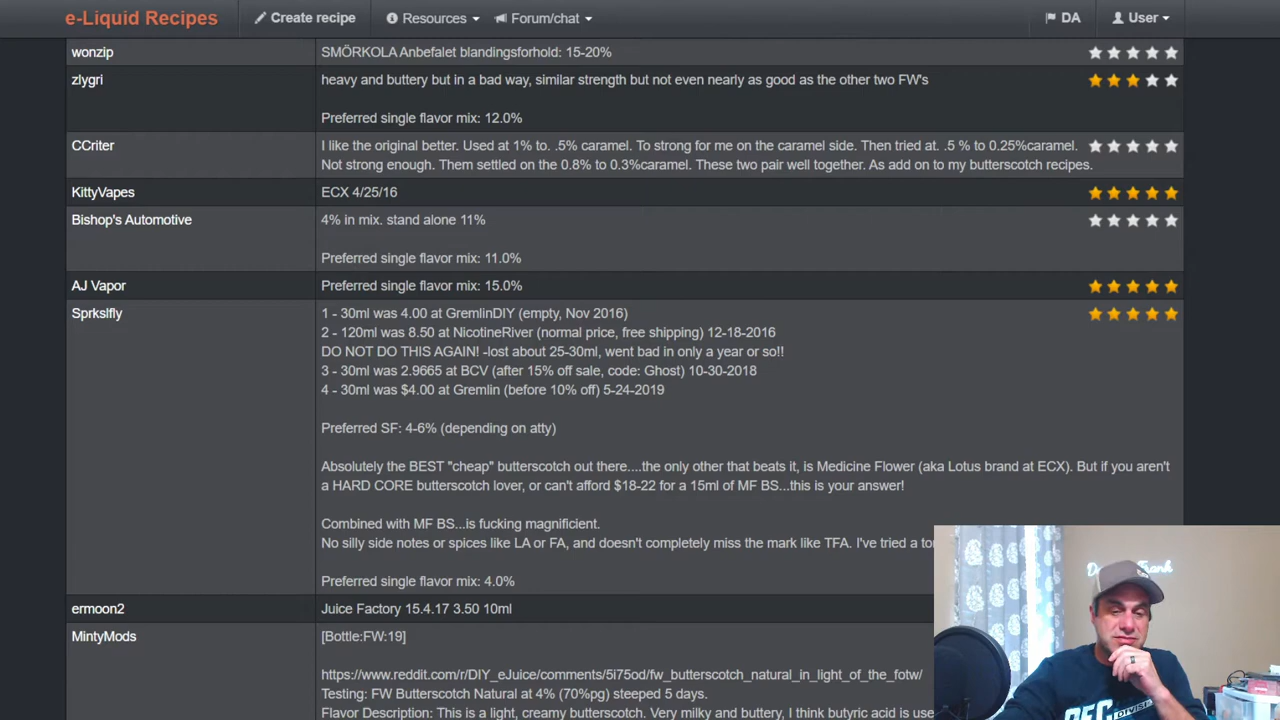 e-Liquid Recipes
Create recipe
Resources
Forum/chat
DA
User
wonzip
SMÖRKOLA Anbefalet blandingsforhold: 15-20%
zlygri
heavy and buttery but in a bad way, similar strength but not even nearly as good as the other two FW's
Preferred single flavor mix: 12.0%
CCriter
I like the original better. Used at 1% to. .5% caramel. To strong for me on the caramel side. Then tried at. .5 % to 0.25%caramel.
Not strong enough. Them settled on the 0.8% to 0.3%caramel. These two pair well together. As add on to my butterscotch recipes.
KittyVapes
ECX 4/25/16
Bishop's Automotive
4% in mix. stand alone 11%
Preferred single flavor mix: 11.0%
AJ Vapor
Preferred single flavor mix: 15.0%
Sprkslfly
1 - 30ml was 4.00 at GremlinDIY (empty, Nov 2016)
2 - 120ml was 8.50 at NicotineRiver (normal price, free shipping) 12-18-2016
DO NOT DO THIS AGAIN! -lost about 25-30ml, went bad in only a year or so!!
3 - 30ml was 2.9665 at BCV (after 15% off sale, code: Ghost) 10-30-2018
4 - 30ml was $4.00 at Gremlin (before 10% off) 5-24-2019
Preferred SF: 4-6% (depending on atty)
Absolutely the BEST "cheap" butterscotch out there....the only other that beats it, is Medicine Flower (aka Lotus brand at ECX). But if you aren't
a HARD CORE butterscotch lover, or can't afford $18-22 for a 15ml of MF BS...this is your answer!
Combined with MF BS...is fucking magnificent.
No silly side notes or spices like LA or FA, and doesn't completely miss the mark like TFA. I've tried a
Preferred single flavor mix: 4.0%
ermoon2
Juice Factory 15.4.17 3.50 10ml
MintyMods
[Bottle:FW:19]
https://www.reddit.com/r/DIY_eJuice/comments/5i75od/fw_butterscotch_natural_in_light_of_the_fotw/
Testing: FW Butterscotch Natural at 4% (70%pg) steeped 5 days.
Flavor Description: This is a light, creamy butterscotch. Very milky and buttery, I think butyric acid is use
DIVISION